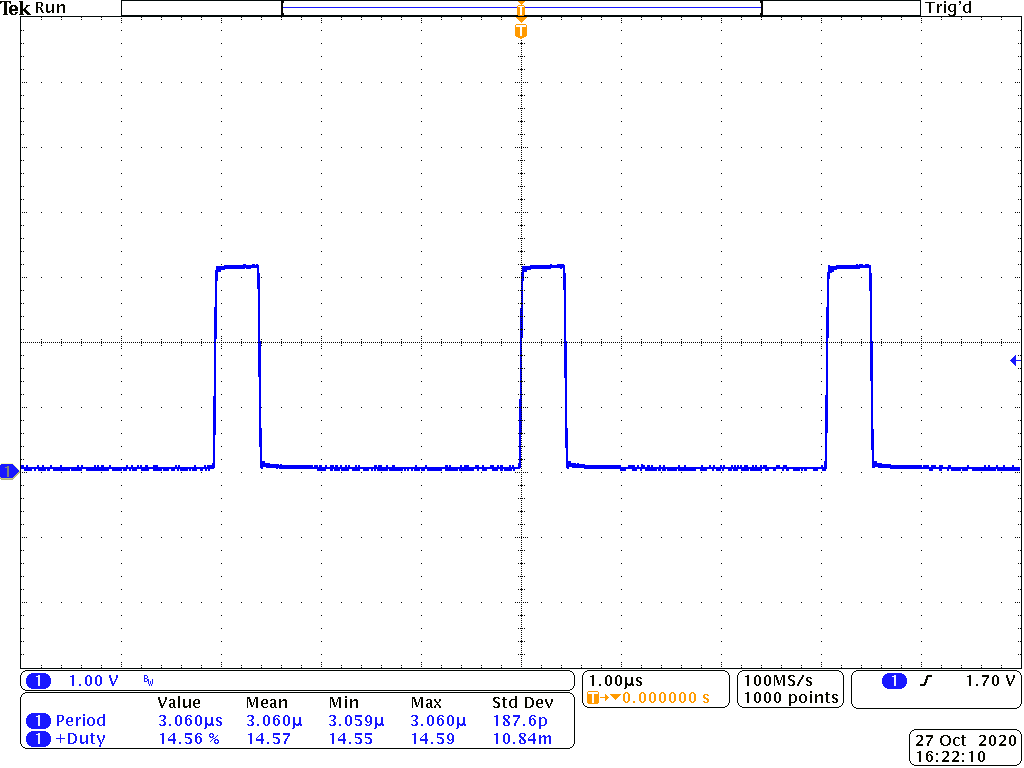 Tek Run Trig'd
T
T
1
1 1.00 V BW
1.00µs
T→▼0.000000 s
100MS/s
1000 points
1 ƒ 1.70 V
Value Mean Min Max Std Dev
1 Period 3.060µs 3.060µ 3.059µ 3.060µ 187.6p
1 +Duty 14.56 % 14.57 14.55 14.59 10.84m
27 Oct 2020
16:22:10